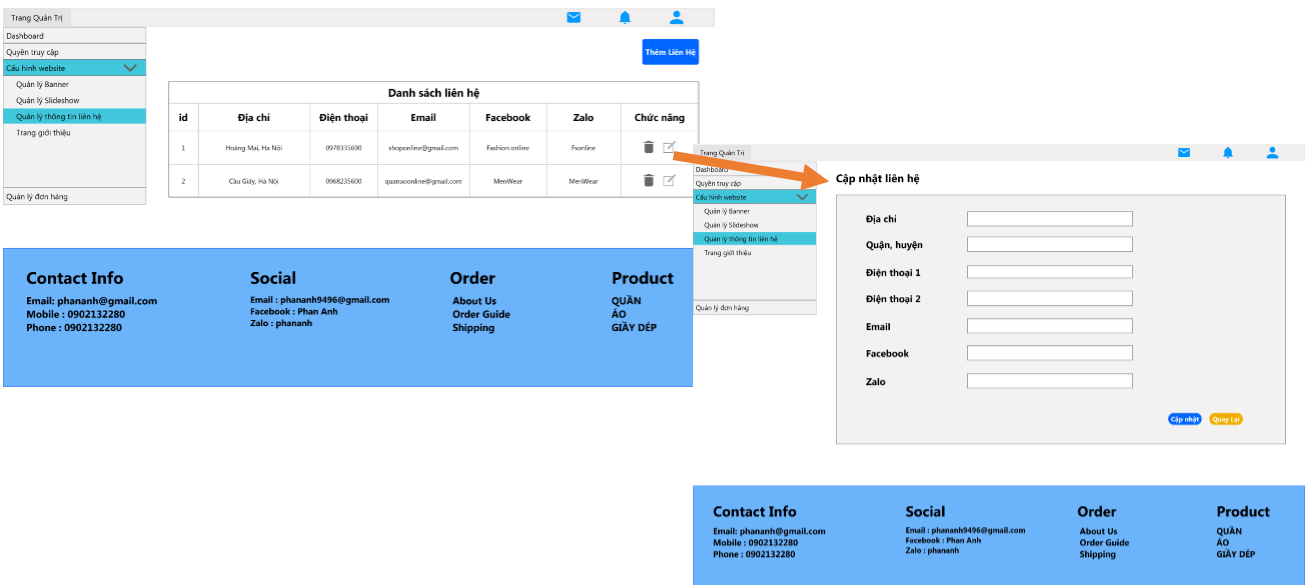 Trang Quản Trị
Dashboard
Quyền truy cập
Cấu hình website
Quản lý Banner
Quản lý Slideshow
Quản lý thông tin liên hệ
Trang giới thiệu
Quản lý đơn hàng
Thêm Liên Hệ
Danh sách liên hệ
id Địa chỉ Điện thoại Email Facebook Zalo Chức năng
1 Hoàng Mai, Hà Nội 0978335690 shoponline@gmail.com Fashion online Fsonline
2 Cầu Giấy, Hà Nội 0968235600 quanaoonline@gmail.com MenWear MenWear
Contact Info
Email: phananh@gmail.com
Mobile : 0902132280
Phone : 0902132280
Social
Email : phananh9496@gmail.com
Facebook : Phan Anh
Zalo : phananh
Order
About Us
Order Guide
Shipping
Product
QUẦN
ÁO
GIẦY DÉP
Trang Quản Trị
Dashboard
Quyền truy cập
Cấu hình website
Quản lý Banner
Quản lý Slideshow
Quản lý thông tin liên hệ
Trang giới thiệu
Quản lý đơn hàng
Cập nhật liên hệ
Địa chỉ
Quận, huyện
Điện thoại 1
Điện thoại 2
Email
Facebook
Zalo
Cập nhật Quay Lại
Contact Info
Email: phananh@gmail.com
Mobile : 0902132280
Phone : 0902132280
Social
Email : phananh9496@gmail.com
Facebook : Phan Anh
Zalo : phananh
Order
About Us
Order Guide
Shipping
Product
QUẦN
ÁO
GIẦY DÉP